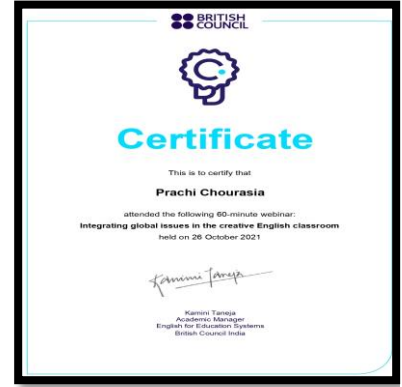 BRITISH
COUNCIL
Certificate
This is to certify that
Prachi Chourasia
attended the following 60-minute webinar:
Integrating global issues in the creative English classroom
held on 26 October 2021
Kamini Taneja
Kamini Taneja
Academic Manager
English for Education Systems
British Council India